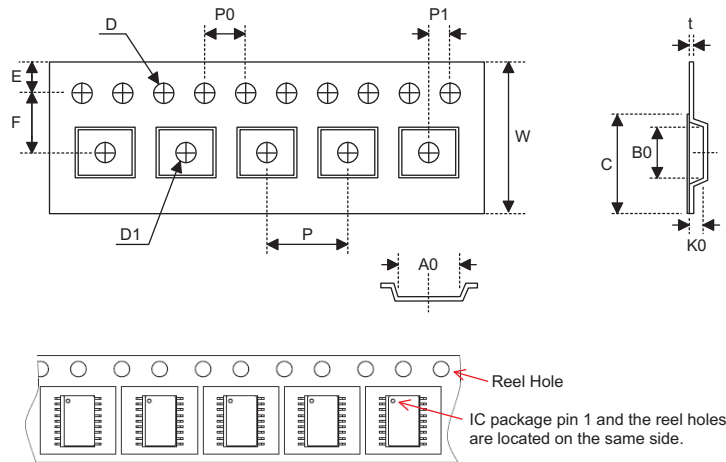 D
P0
P1
t
E
F
W
C
B0
D1
P
K0
A0
Reel Hole
IC package pin 1 and the reel holes
are located on the same side.